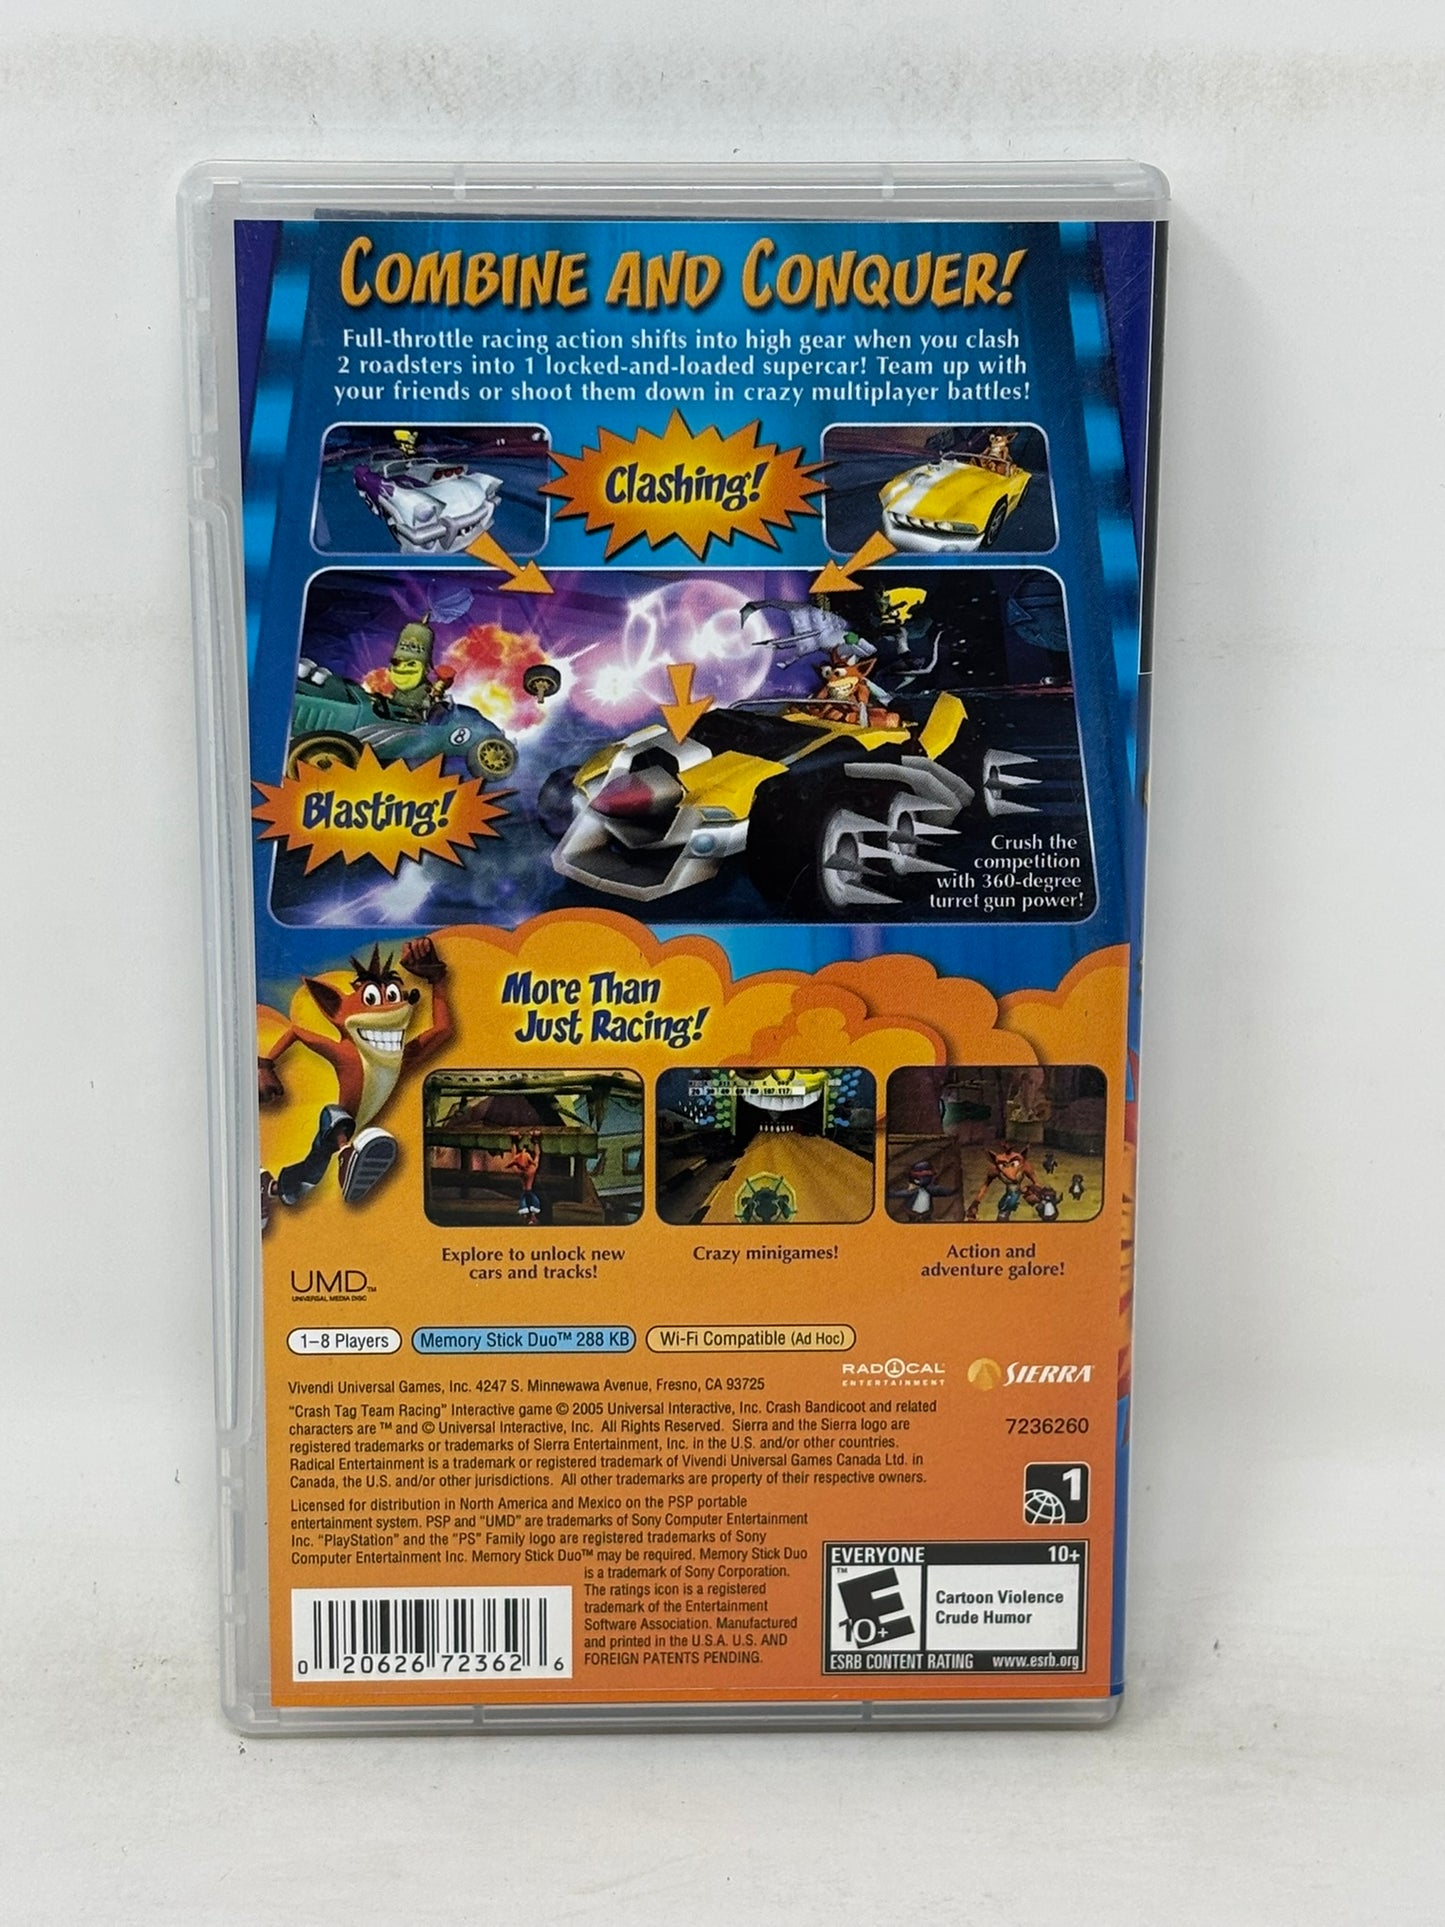 COMBINE AND CONQUER!
Full-throttle racing action shifts into high gear when you clash
2 roadsters into 1 locked-and-loaded supercar! Team up with
your friends or shoot them down in crazy multiplayer battles!
Clashing!
8
Blasting!
Crush the
competition
with 360-degree
turret gun power!
More Than
Just Racing!
Explore to unlock new
cars and tracks!
Crazy minigames!
Action and
adventure galore!
UMD™
UNIVERSAL MEDIA DISC
1–8 Players
Memory Stick Duo™ 288 KB
Wi-Fi Compatible (Ad Hoc)
RADICAL
ENTERTAINMENT
SIERRA
Vivendi Universal Games, Inc. 4247 S. Minnewawa Avenue, Fresno, CA 93725
"Crash Tag Team Racing" Interactive game © 2005 Universal Interactive, Inc. Crash Bandicoot and related
characters are ™ and © Universal Interactive, Inc. All Rights Reserved. Sierra and the Sierra logo are
registered trademarks or trademarks of Sierra Entertainment, Inc. in the U.S. and/or other countries.
Radical Entertainment is a trademark or registered trademark of Vivendi Universal Games Canada Ltd. in
Canada, the U.S. and/or other jurisdictions. All other trademarks are property of their respective owners.
7236260
1
Licensed for distribution in North America and Mexico on the PSP portable
entertainment system. PSP and "UMD" are trademarks of Sony Computer Entertainment
Inc. "PlayStation" and the "PS" Family logo are registered trademarks of Sony
Computer Entertainment Inc. Memory Stick Duo™ may be required. Memory Stick Duo
is a trademark of Sony Corporation.
The ratings icon is a registered
trademark of the Entertainment
Software Association. Manufactured
and printed in the U.S.A. U.S. AND
FOREIGN PATENTS PENDING.
0 20626 72362 6
EVERYONE 10+
™
E
10+
Cartoon Violence
Crude Humor
ESRB CONTENT RATING www.esrb.org